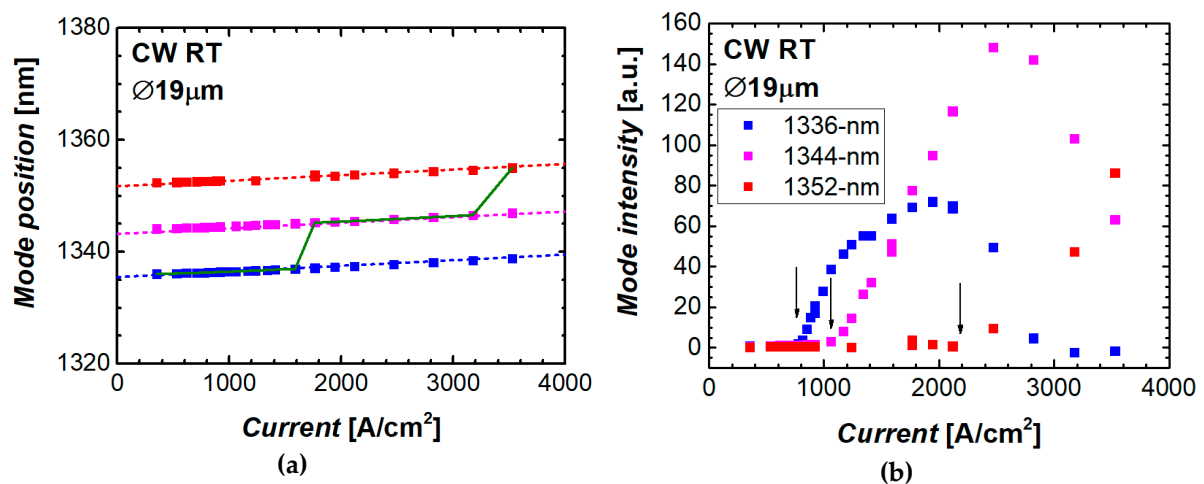 1380
1360
1340
1320
0
1000
2000
3000
4000
Mode position [nm]
Current [A/cm²]
CW RT
∅19μm
(a)
160
140
120
100
80
60
40
20
0
0
1000
2000
3000
4000
Mode intensity [a.u.]
Current [A/cm²]
CW RT
∅19μm
1336-nm
1344-nm
1352-nm
(b)